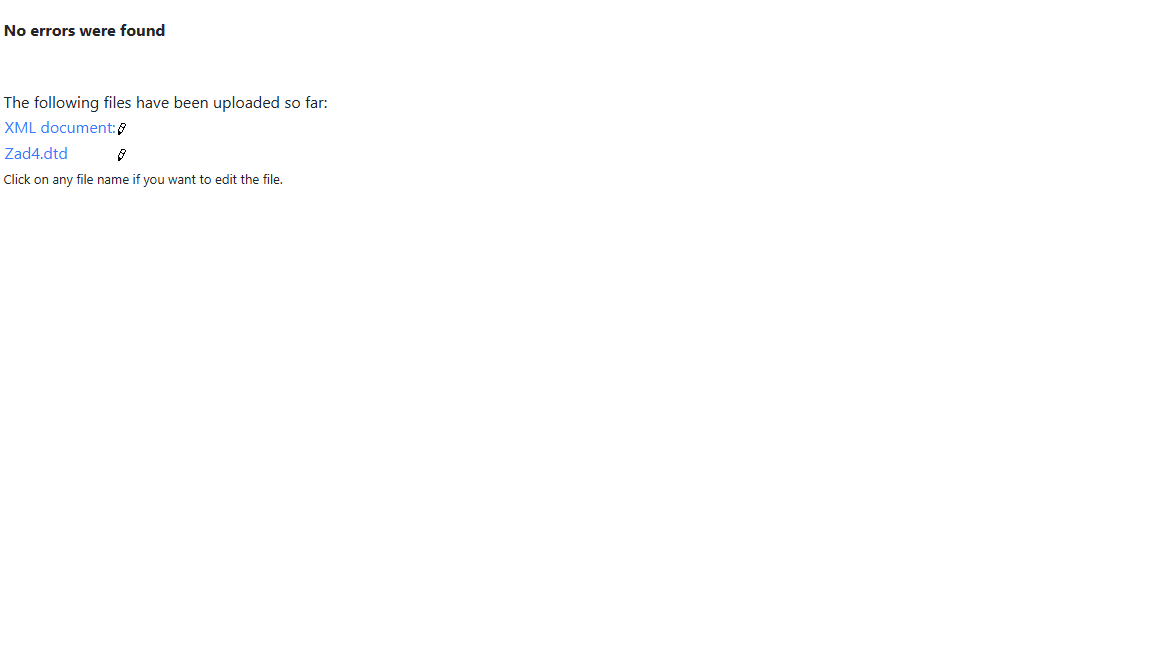 No errors were found
The following files have been uploaded so far:
XML document:
Zad4.dtd
Click on any file name if you want to edit the file.